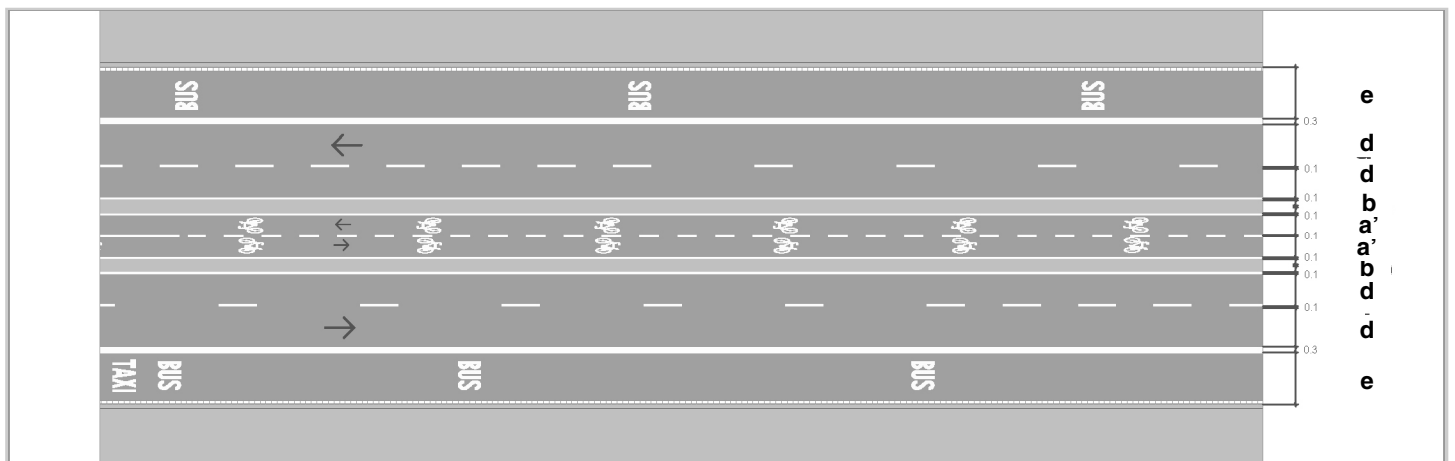 BUS BUS BUS e
0.3
d
0.1 d
0.1 b
0.1 a’
0.1
0.1 a’
0.1 b
d
0.1
d
0.3
TAXI BUS BUS BUS e